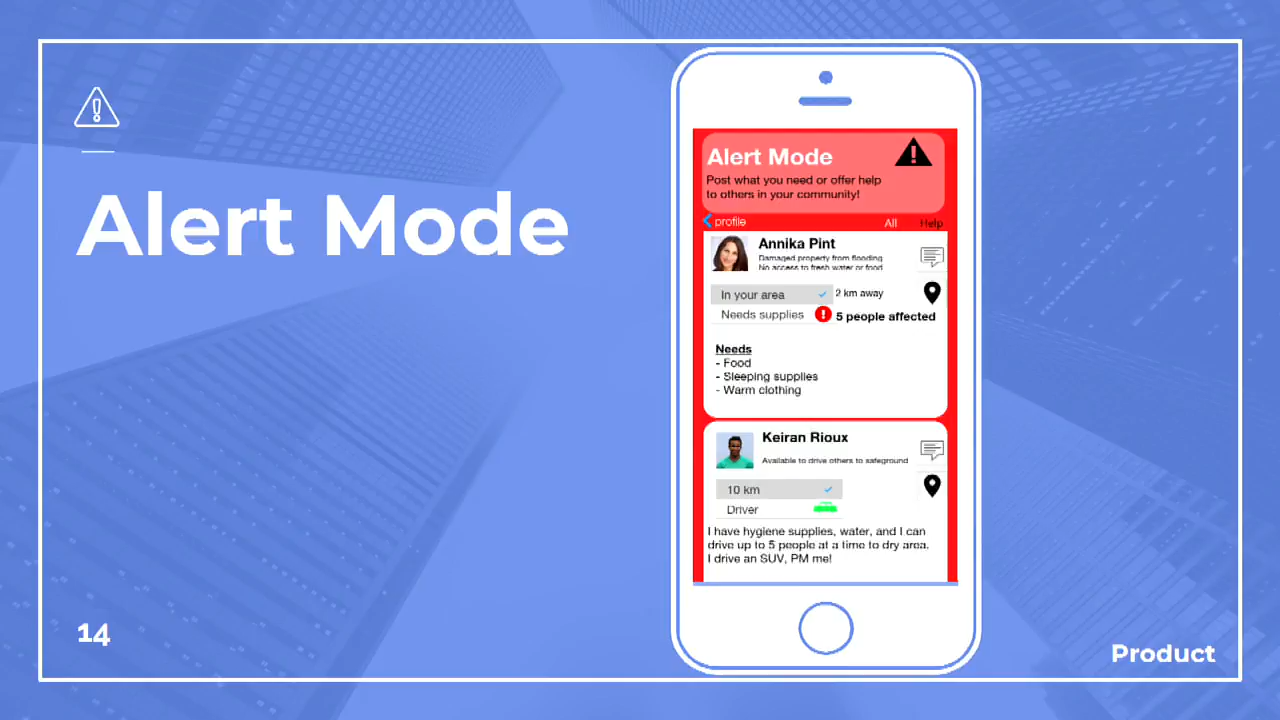 Alert Mode
14
Product
Alert Mode
Post what you need or offer help
to others in your community!
profile
All
Help
Annika Pint
Damaged property from flooding
No access to fresh water or food
In your area
2 km away
Needs supplies
5 people affected
Needs
- Food
- Sleeping supplies
- Warm clothing
Keiran Rioux
Available to drive others to safeground
10 km
Driver
I have hygiene supplies, water, and I can
drive up to 5 people at a time to dry area.
I drive an SUV, PM me!